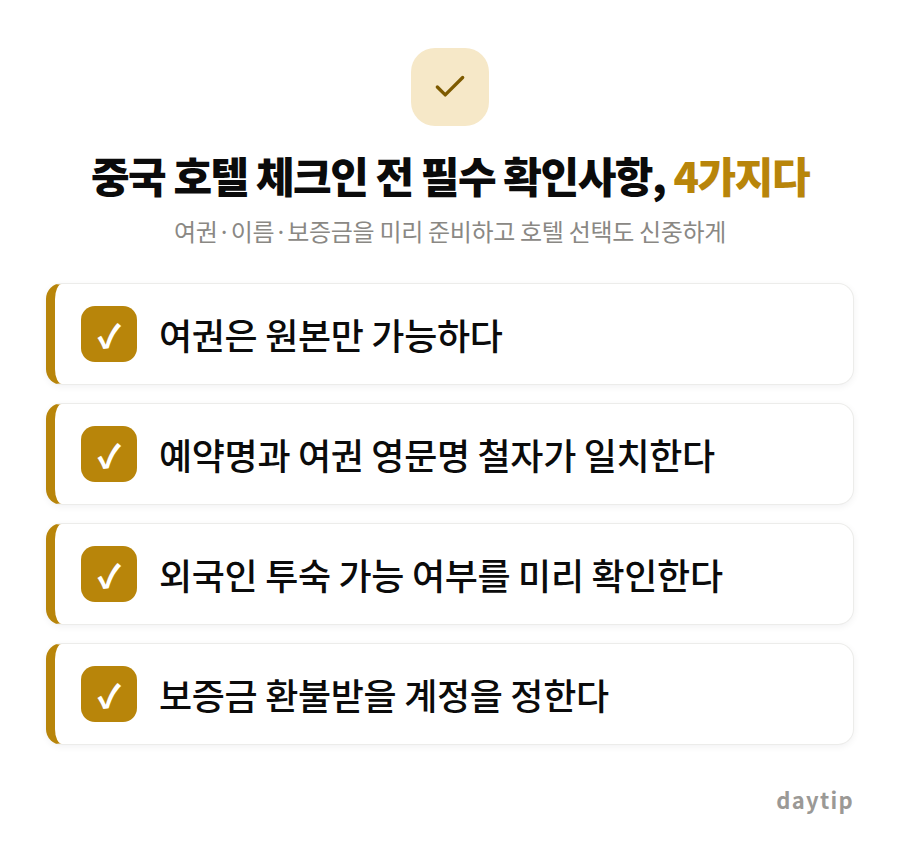 중국 호텔 체크인 전 필수 확인사항, 4가지다
여권·이름·보증금을 미리 준비하고 호텔 선택도 신중하게
여권은 원본만 가능하다
예약명과 여권 영문명 철자가 일치한다
외국인 투숙 가능 여부를 미리 확인한다
보증금 환불받을 계정을 정한다
daytip